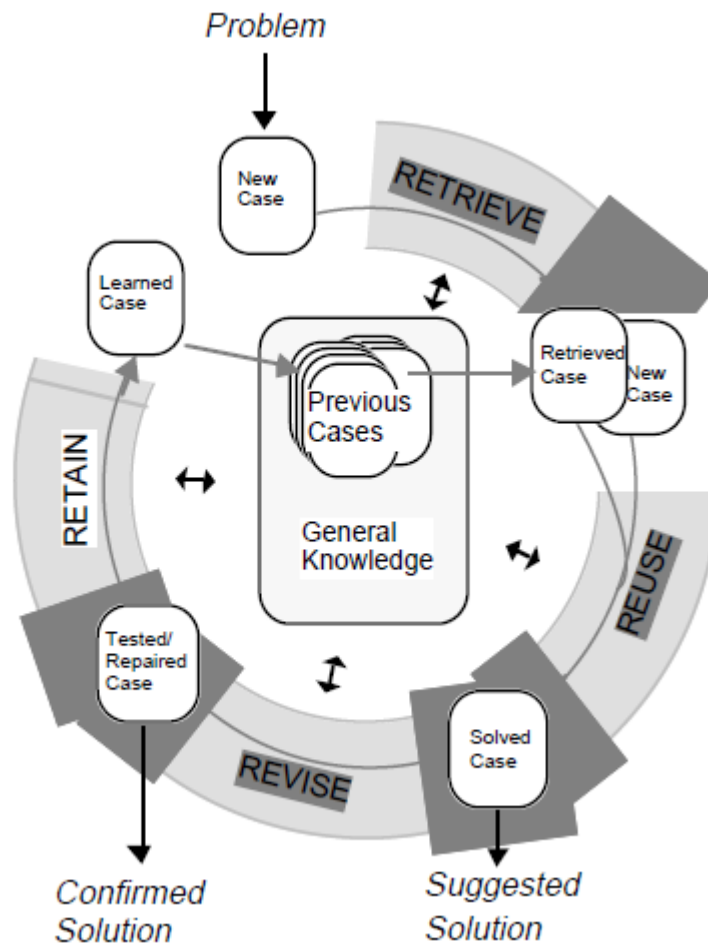 Problem
New
Case
RETRIEVE
Learned
Case
Retrieved
Case
New
Case
Previous
Cases
RETAIN
General
Knowledge
REUSE
Tested/
Repaired
Case
Solved
Case
REVISE
Confirmed
Solution
Suggested
Solution